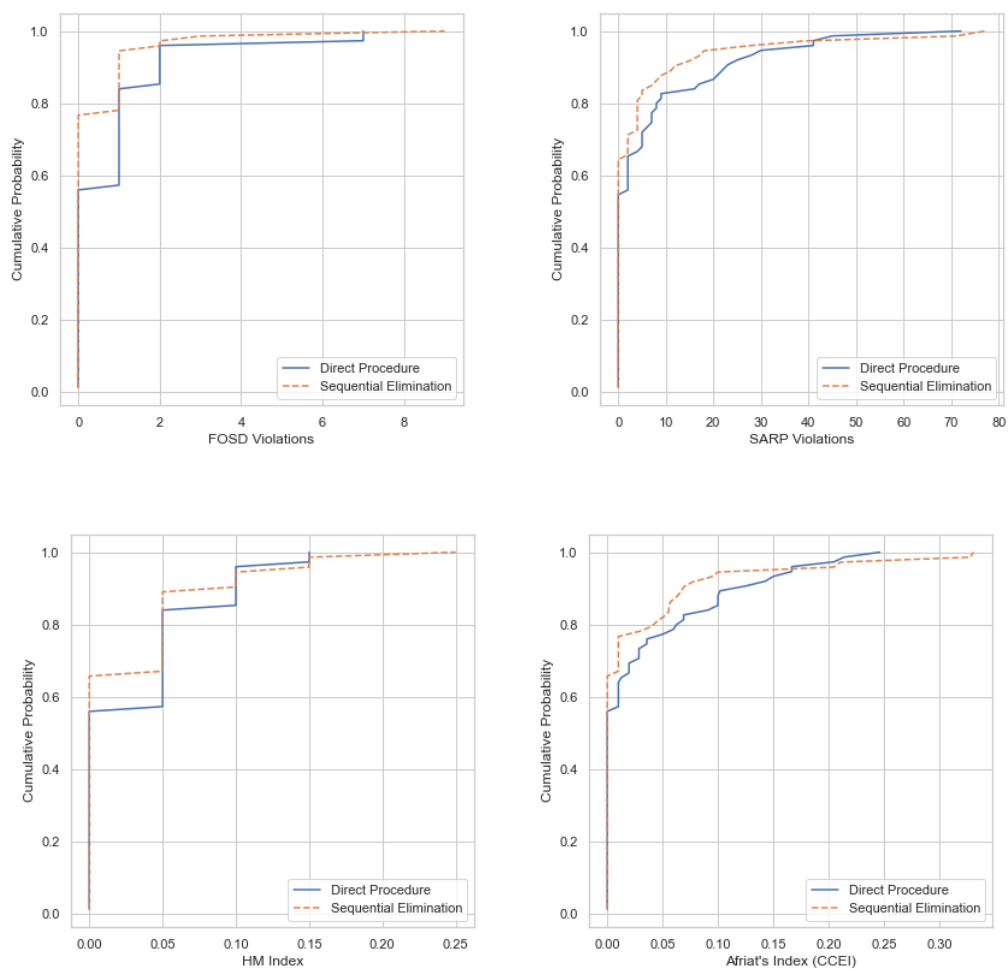 1.0
0.8
0.6
0.4
0.2
0.0
Cumulative Probability
Direct Procedure
Sequential Elimination
0 2 4 6 8
FOSD Violations
1.0
0.8
0.6
0.4
0.2
0.0
Cumulative Probability
Direct Procedure
Sequential Elimination
0 10 20 30 40 50 60 70 80
SARP Violations
1.0
0.8
0.6
0.4
0.2
0.0
Cumulative Probability
Direct Procedure
Sequential Elimination
0.00 0.05 0.10 0.15 0.20 0.25
HM Index
1.0
0.8
0.6
0.4
0.2
0.0
Cumulative Probability
Direct Procedure
Sequential Elimination
0.00 0.05 0.10 0.15 0.20 0.25 0.30
Afriat's Index (CCEI)